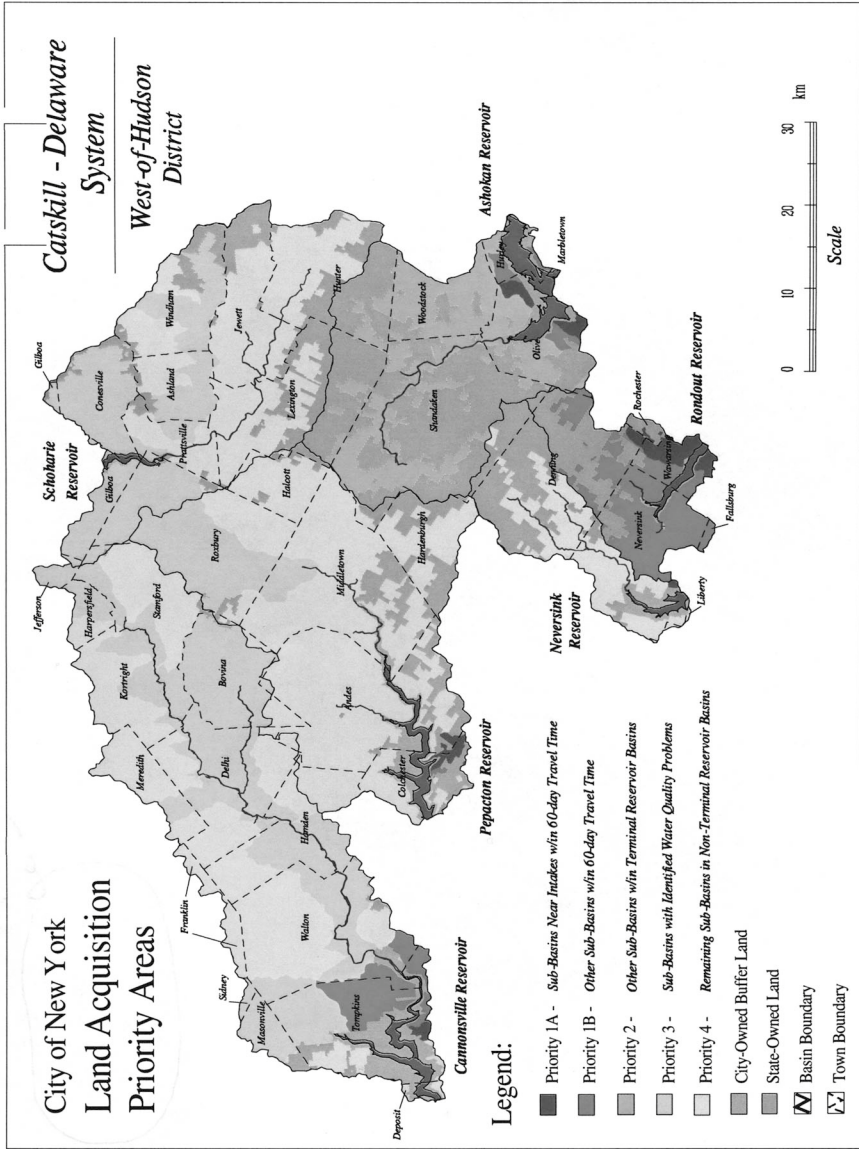 City of New York
Land Acquisition
Priority Areas
Catskill - Delaware
System
West-of-Hudson
District
Gilboa
Conesville
Windham
Ashland
Jewett
Prattsville
Hunter
Lexington
Schoharie
Reservoir
Gilboa
Jefferson
Harpersfield
Stamford
Roxbury
Halcott
Kortright
Bovina
Middletown
Hardenburgh
Meredith
Delhi
Andes
Colchester
Pepacton Reservoir
Franklin
Hamden
Sidney
Walton
Masonville
Tompkins
Deposit
Cannonsville Reservoir
Ashokan Reservoir
Hurley
Marbletown
Woodstock
Olive
Shandaken
Denning
Rochester
Wawarsing
Rondout Reservoir
Neversink
Fallsburg
Liberty
Neversink
Reservoir
Legend:
Priority 1A - Sub-Basins Near Intakes w/in 60-day Travel Time
Priority 1B - Other Sub-Basins w/in 60-day Travel Time
Priority 2 - Other Sub-Basins w/in Terminal Reservoir Basins
Priority 3 - Sub-Basins with Identified Water Quality Problems
Priority 4 - Remaining Sub-Basins in Non-Terminal Reservoir Basins
City-Owned Buffer Land
State-Owned Land
Basin Boundary
Town Boundary
0 10 20 30 km
Scale